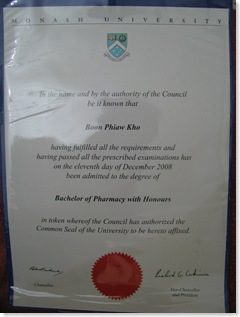 MONASH UNIVERSITY
In the name and by the authority of the Council
be it known that
Boon Phiaw Kho
having fulfilled all the requirements and
having passed all the prescribed examinations has
on the eleventh day of December 2008
been admitted to the degree of
Bachelor of Pharmacy with Honours
in token whereof the Council has authorized the
Common Seal of the University to be hereto affixed.
Chancellor
Vice-Chancellor
and President